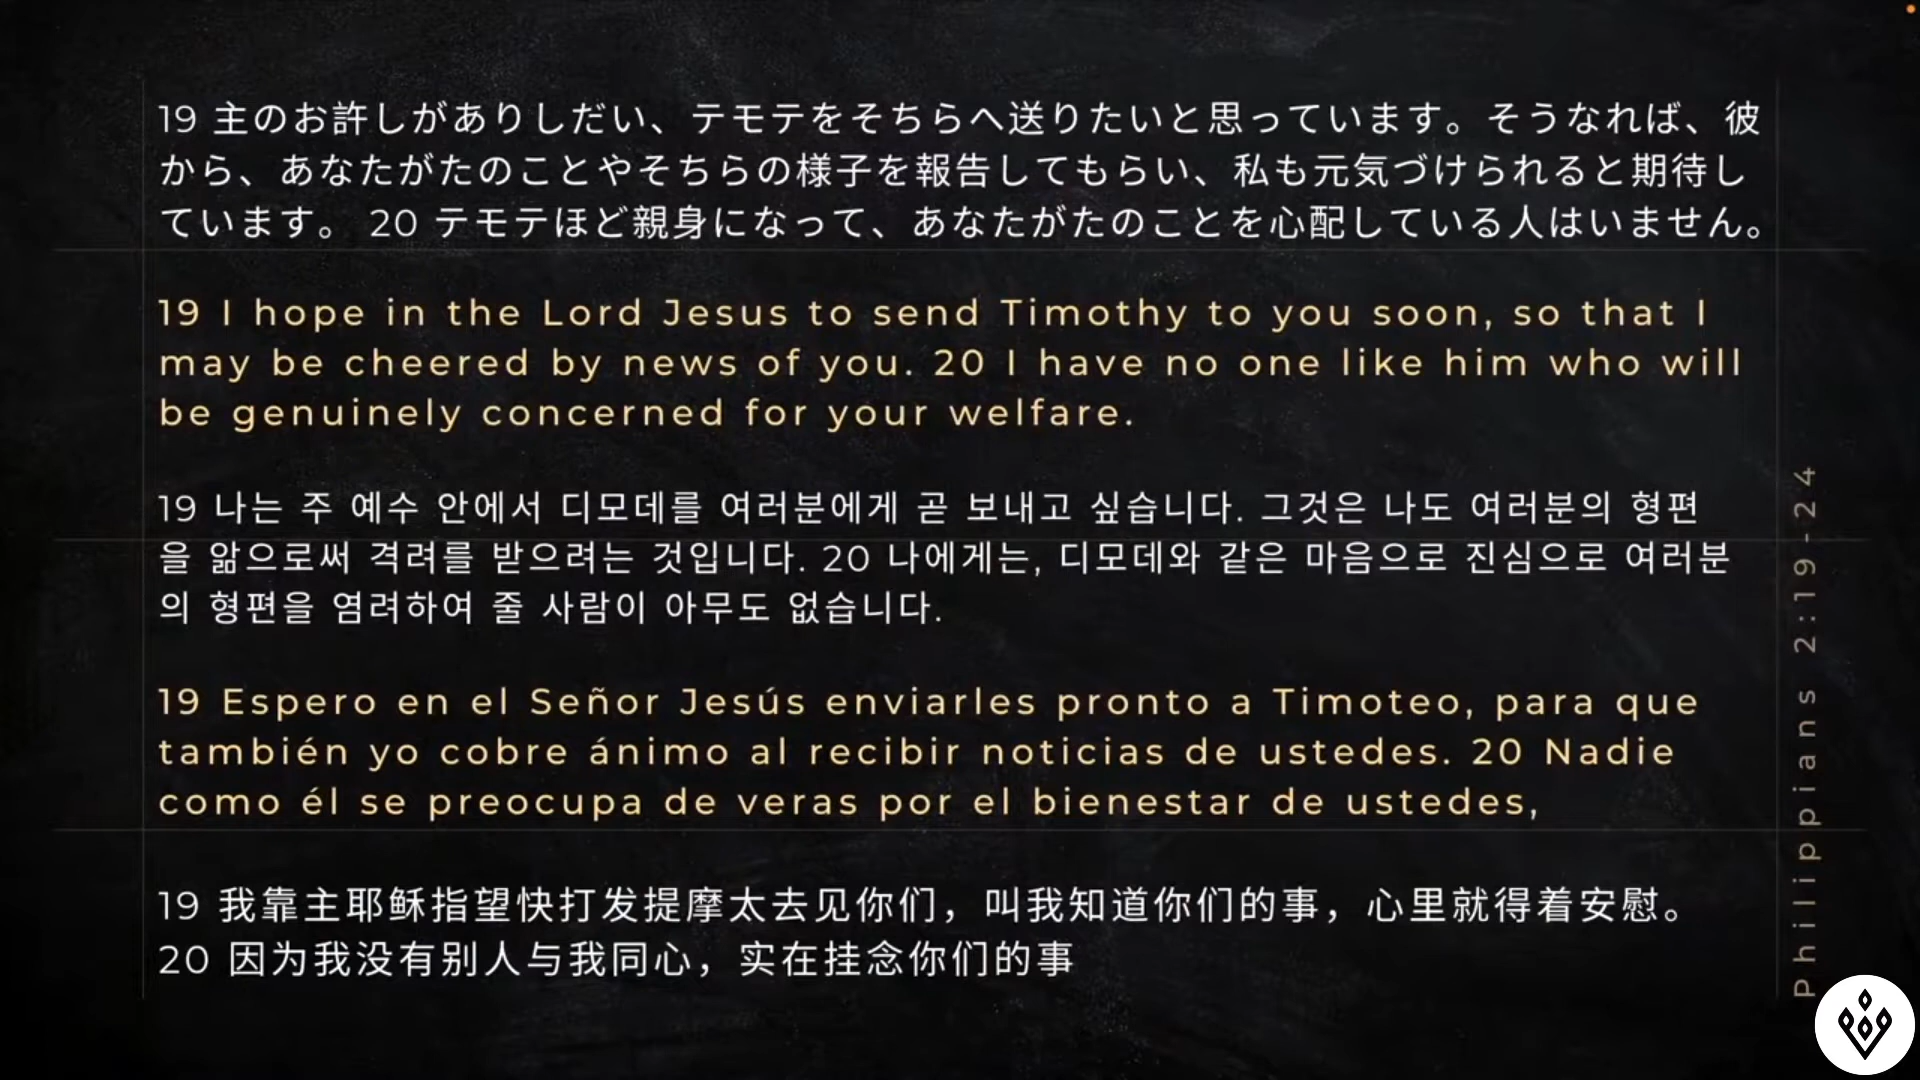 19 主のお許しがありしだい、テモテをそちらへ送りたいと思っています。そうなれば、彼
から、あなたがたのことやそちらの様子を報告してもらい、私も元気づけられると期待し
ています。 20 テモテほど親身になって、あなたがたのことを心配している人はいません。
19 I hope in the Lord Jesus to send Timothy to you soon, so that I
may be cheered by news of you. 20 I have no one like him who will
be genuinely concerned for your welfare.
19 나는 주 예수 안에서 디모데를 여러분에게 곧 보내고 싶습니다. 그것은 나도 여러분의 형편
을 앎으로써 격려를 받으려는 것입니다. 20 나에게는, 디모데와 같은 마음으로 진심으로 여러분
의 형편을 염려하여 줄 사람이 아무도 없습니다.
19 Espero en el Señor Jesús enviarles pronto a Timoteo, para que
también yo cobre ánimo al recibir noticias de ustedes. 20 Nadie
como él se preocupa de veras por el bienestar de ustedes,
19 我靠主耶稣指望快打发提摩太去见你们，叫我知道你们的事，心里就得着安慰。
20 因为我没有别人与我同心，实在挂念你们的事
Philippians 2:19-24